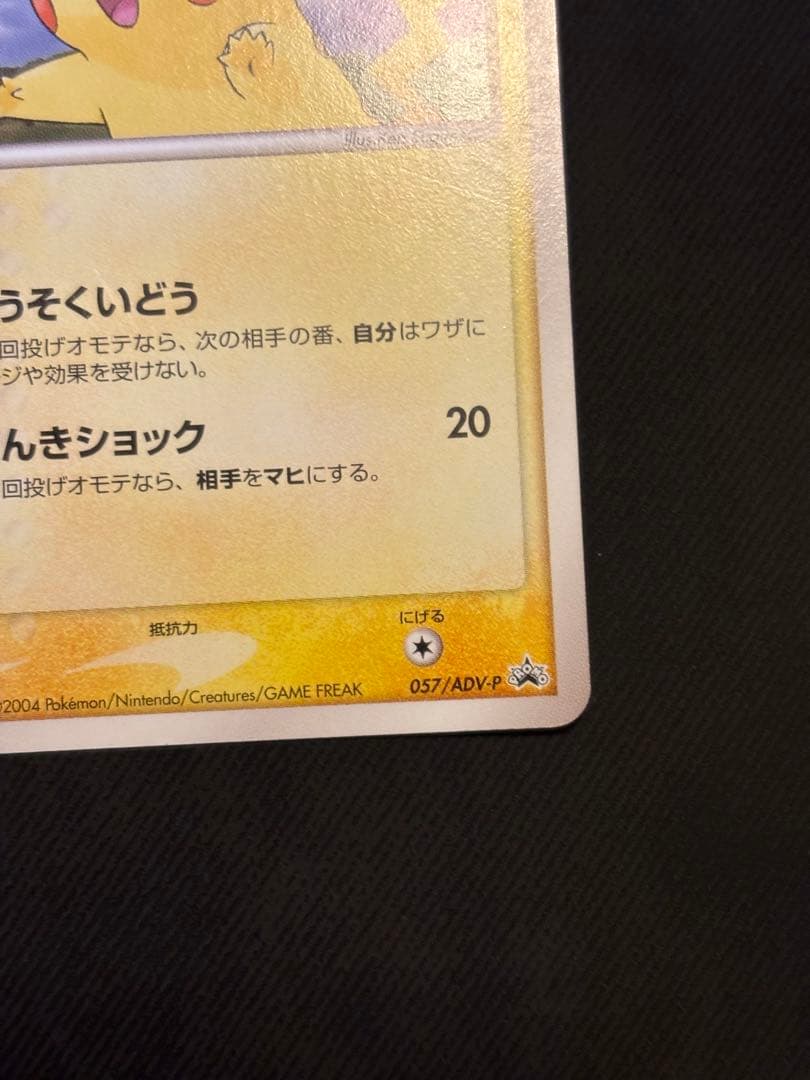 うそくいどう
回投げオモテなら、次の相手の番、自分はワザに
ジや効果を受けない。
んきショック 20
回投げオモテなら、相手をマヒにする。
抵抗力 にげる
©2004 Pokémon/Nintendo/Creatures/GAME FREAK 057/ADV-P PROMO